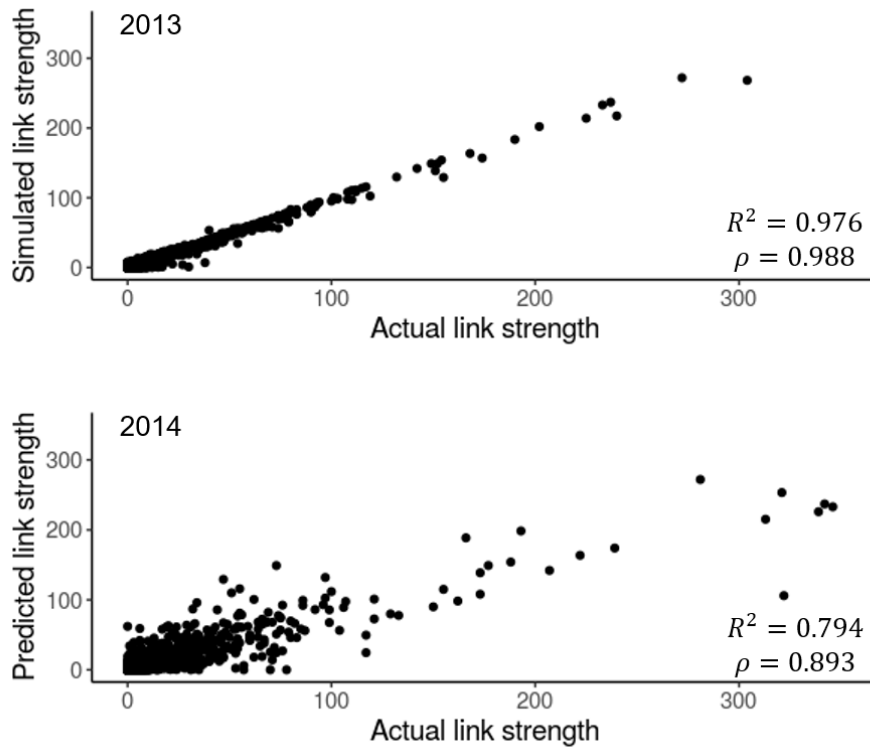 2013
Simulated link strength
300
200
100
0
R² = 0.976
ρ = 0.988
0 100 200 300
Actual link strength
2014
Predicted link strength
300
200
100
0
R² = 0.794
ρ = 0.893
0 100 200 300
Actual link strength